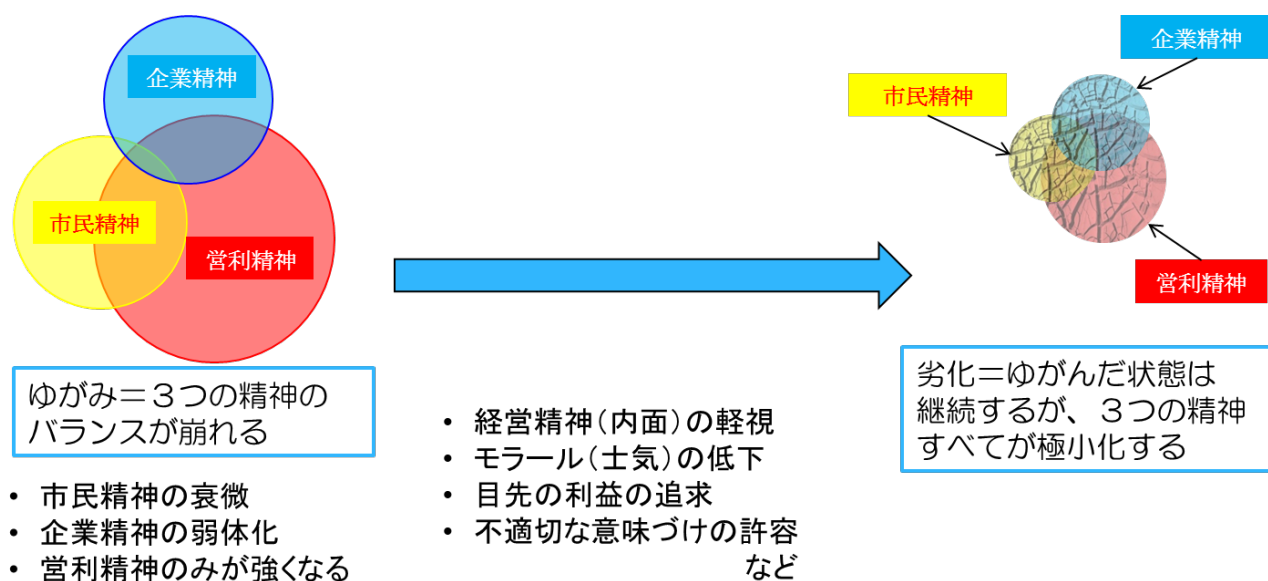 企業精神
市民精神
営利精神
ゆがみ＝３つの精神の
バランスが崩れる
• 市民精神の衰微
• 企業精神の弱体化
• 営利精神のみが強くなる
• 経営精神(内面)の軽視
• モラール(士気)の低下
• 目先の利益の追求
• 不適切な意味づけの許容
など
企業精神
市民精神
営利精神
劣化＝ゆがんだ状態は
継続するが、３つの精神
すべてが極小化する